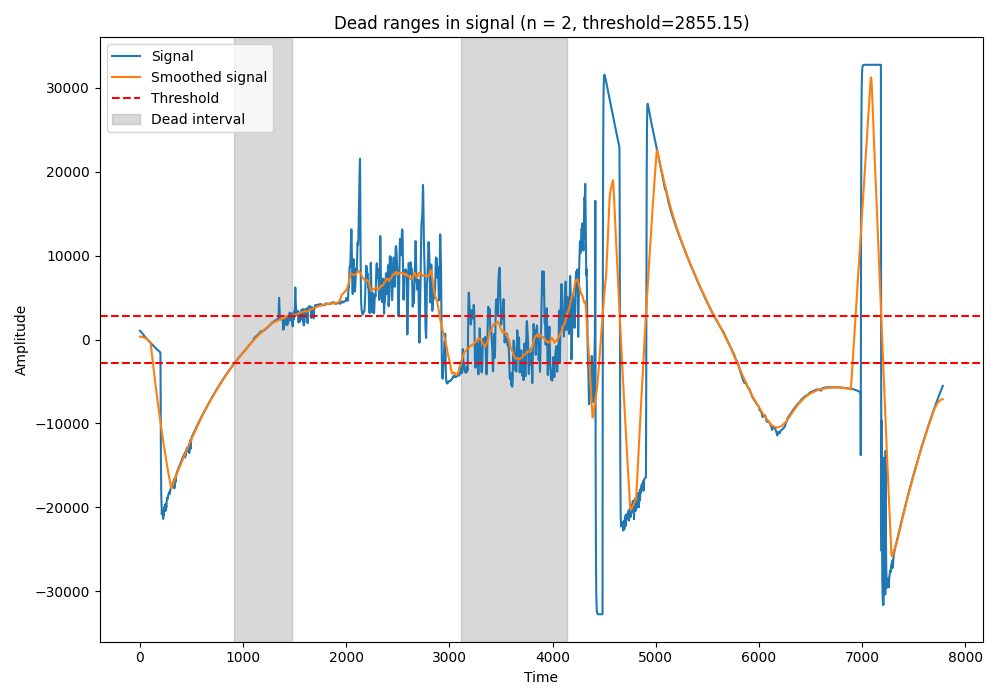 Dead ranges in signal (n = 2, threshold=2855.15)
Signal
Smoothed signal
Threshold
Dead interval
Amplitude
30000
20000
10000
0
−10000
−20000
−30000
0 1000 2000 3000 4000 5000 6000 7000 8000
Time